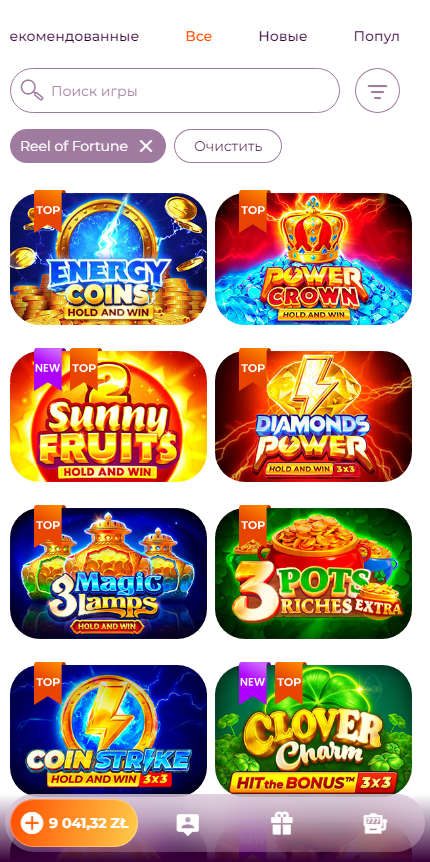 екомендованные Все Новые Попул
Поиск игры
Reel of Fortune Очистить
TOP TOP
ENERGY
COINS
HOLD AND WIN
POWER
CROWN
HOLD AND WIN
NEW TOP TOP
2
Sunny
FRUITS
HOLD AND WIN
DIAMONDS
POWER
HOLD AND WIN 3x3
TOP TOP
3 Magic
lamps
HOLD AND WIN
3 POTS
RICHES EXTRA
TOP NEW TOP
COIN STRIKE
HOLD AND WIN 3x3
CLOVER
Charm
HIT the BONUS™ 3x3
9 041,32 ZŁ
777